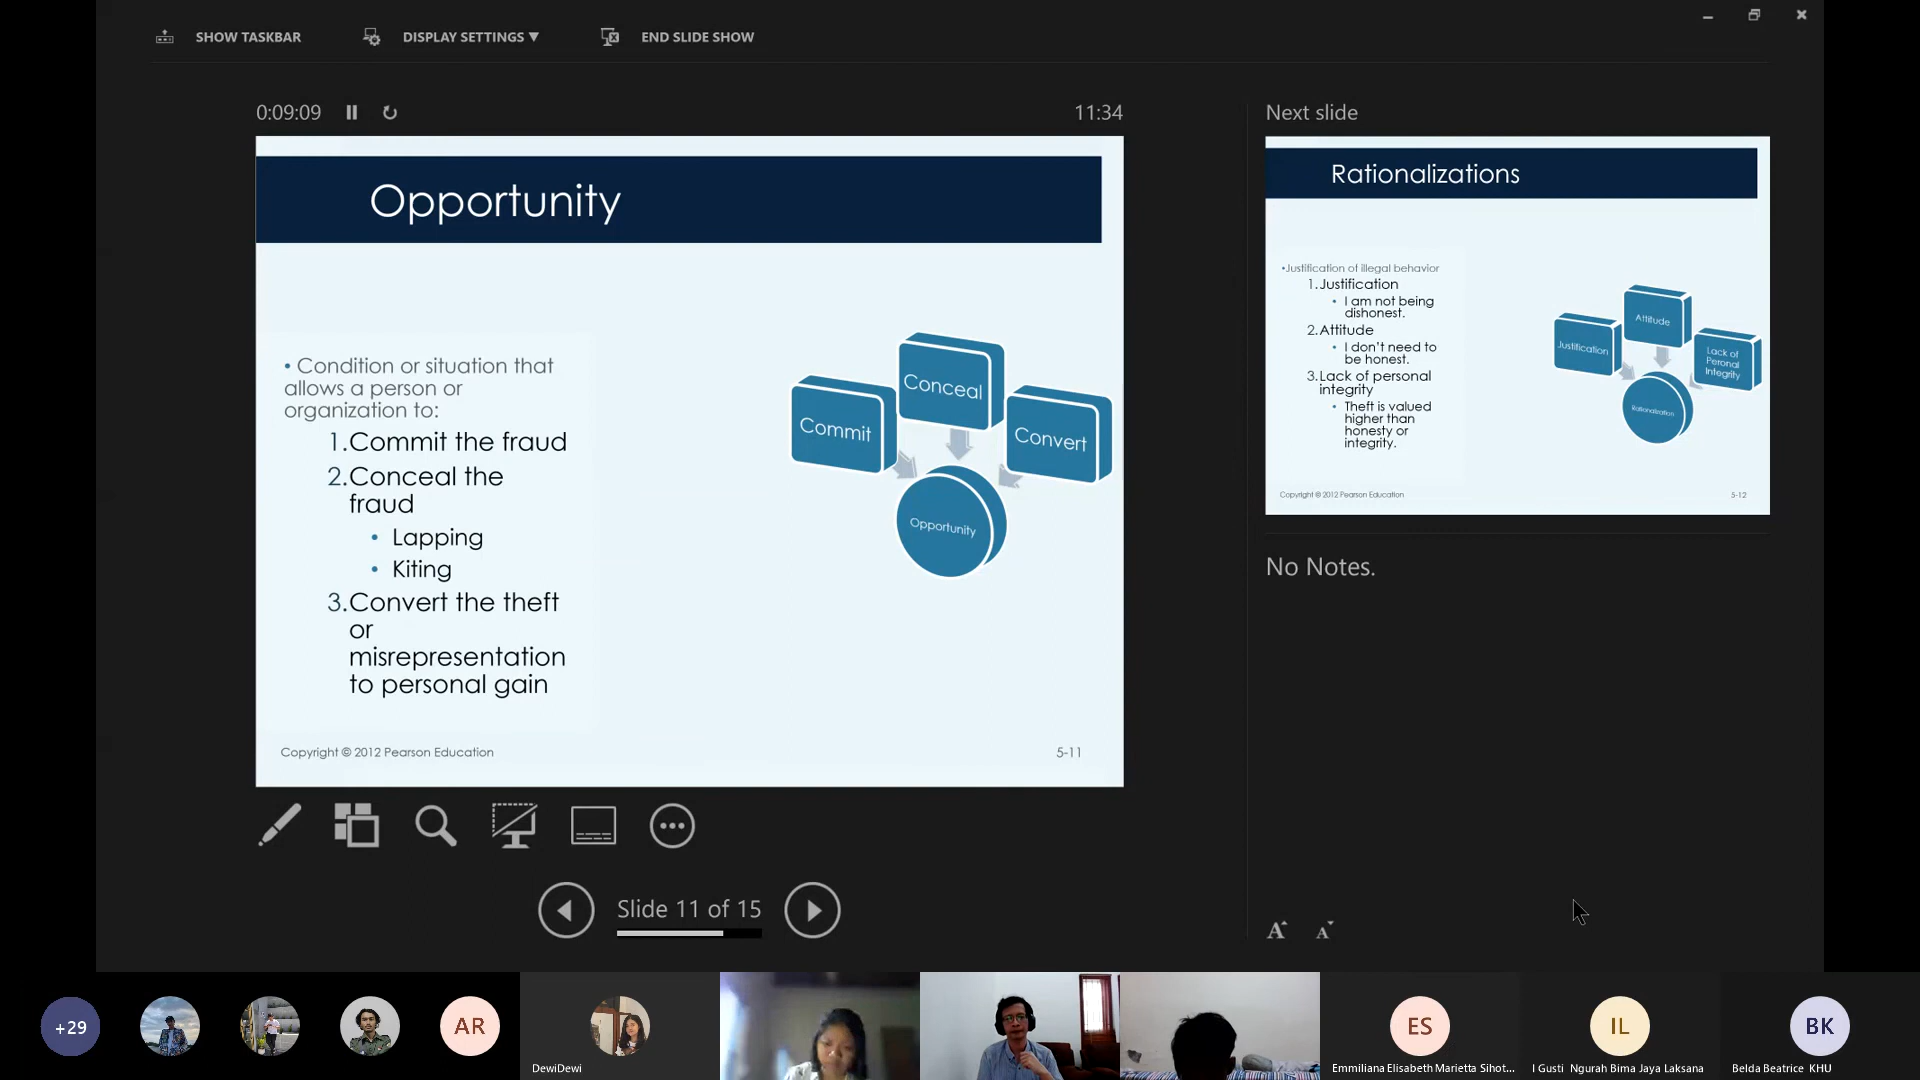 SHOW TASKBAR
DISPLAY SETTINGS ▼
END SLIDE SHOW
0:09:09
11:34
Opportunity
• Condition or situation that
allows a person or
organization to:
1.Commit the fraud
2.Conceal the
fraud
• Lapping
• Kiting
3.Convert the theft
or
misrepresentation
to personal gain
Commit
Conceal
Convert
Opportunity
Copyright © 2012 Pearson Education
5-11
Next slide
Rationalizations
•Justification of illegal behavior
1.Justification
• I am not being
dishonest.
2.Attitude
• I don't need to
be honest.
3.Lack of personal
integrity
• Theft is valued
higher than
honesty or
integrity.
Justification
Attitude
Lack of
Peronal
Integrity
Rationalization
Copyright © 2012 Pearson Education
5-12
No Notes.
Slide 11 of 15
A A
+29
AR
DewiDewi
ES
Emmiliana Elisabeth Marietta Sihot...
IL
I Gusti Ngurah Bima Jaya Laksana
BK
Belda Beatrice KHU